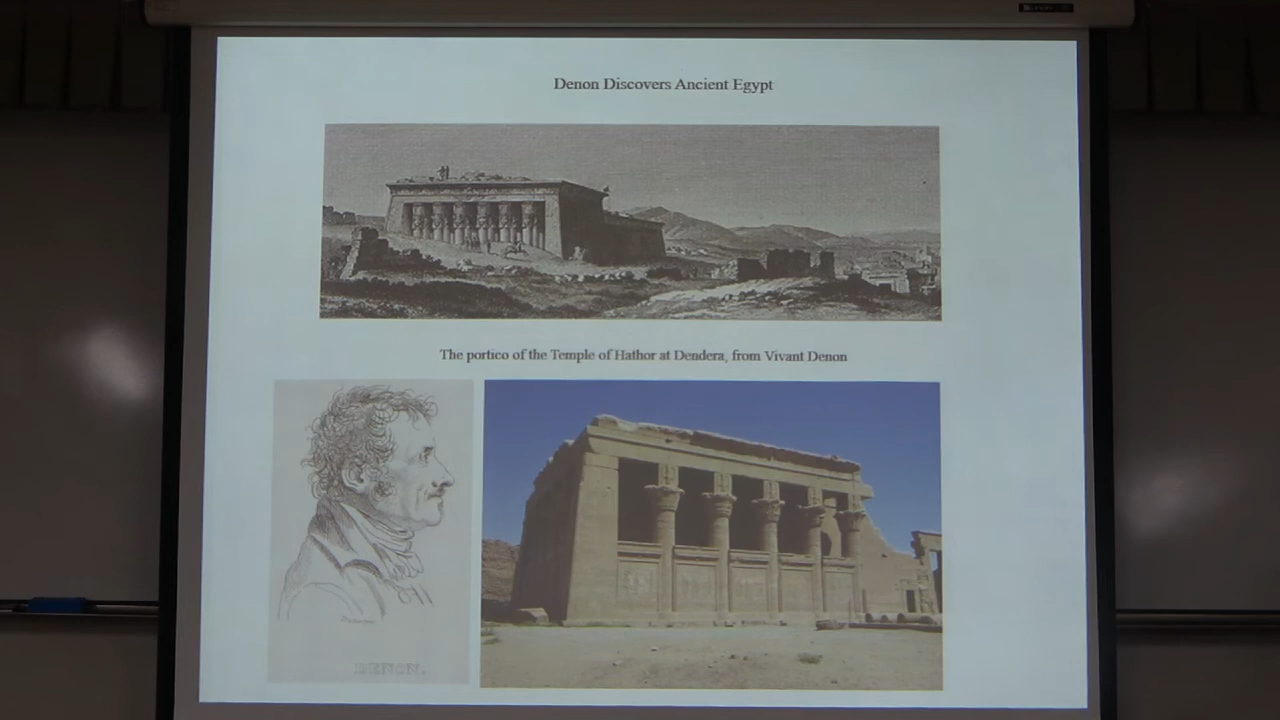 Denon Discovers Ancient Egypt
The portico of the Temple of Hathor at Dendera, from Vivant Denon
DENON.